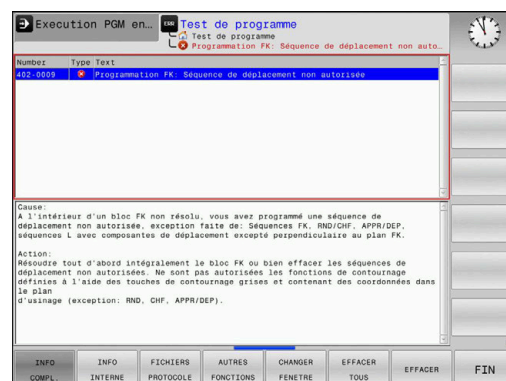 Execution PGM en…
Test de programme
Test de programme
Programmation FK: Séquence de déplacement non auto…
Number Type Text
402-0009 Programmation FK: Séquence de déplacement non autorisée
Cause:
A l'intérieur d'un bloc FK non résolu, vous avez programmé une séquence de
déplacement non autorisée, exception faite de: Séquences FK, RND/CHF, APPR/DEP,
séquences L avec composantes de déplacement excepté perpendiculaire au plan FK.
Action:
Résoudre tout d'abord intégralement le bloc FK ou bien effacer les séquences de
déplacement non autorisées. Ne sont pas autorisées les fonctions de contournage
définies à l'aide des touches de contournage grises et contenant des coordonnées dans
le plan
d'usinage (exception: RND, CHF, APPR/DEP).
INFO
COMPL.
INFO
INTERNE
FICHIERS
PROTOCOLE
AUTRES
FONCTIONS
CHANGER
FENETRE
EFFACER
TOUS
EFFACER
FIN